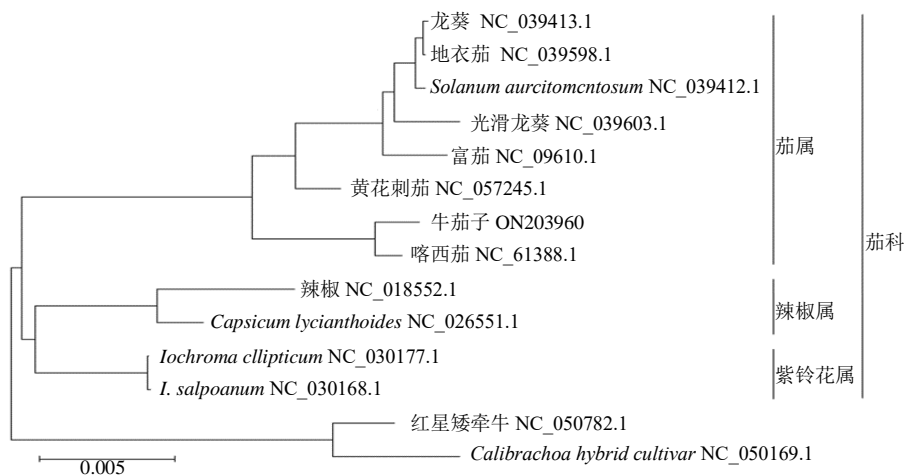 龙葵 NC_039413.1
地衣茄 NC_039598.1
Solanum aurcitomcntosum NC_039412.1
光滑龙葵 NC_039603.1
富茄 NC_09610.1
黄花刺茄 NC_057245.1
牛茄子 ON203960
喀西茄 NC_61388.1
茄属
茄科
辣椒 NC_018552.1
Capsicum lycianthoides NC_026551.1
辣椒属
Iochroma cllipticum NC_030177.1
I. salpoanum NC_030168.1
紫铃花属
红星矮牵牛 NC_050782.1
Calibrachoa hybrid cultivar NC_050169.1
0.005